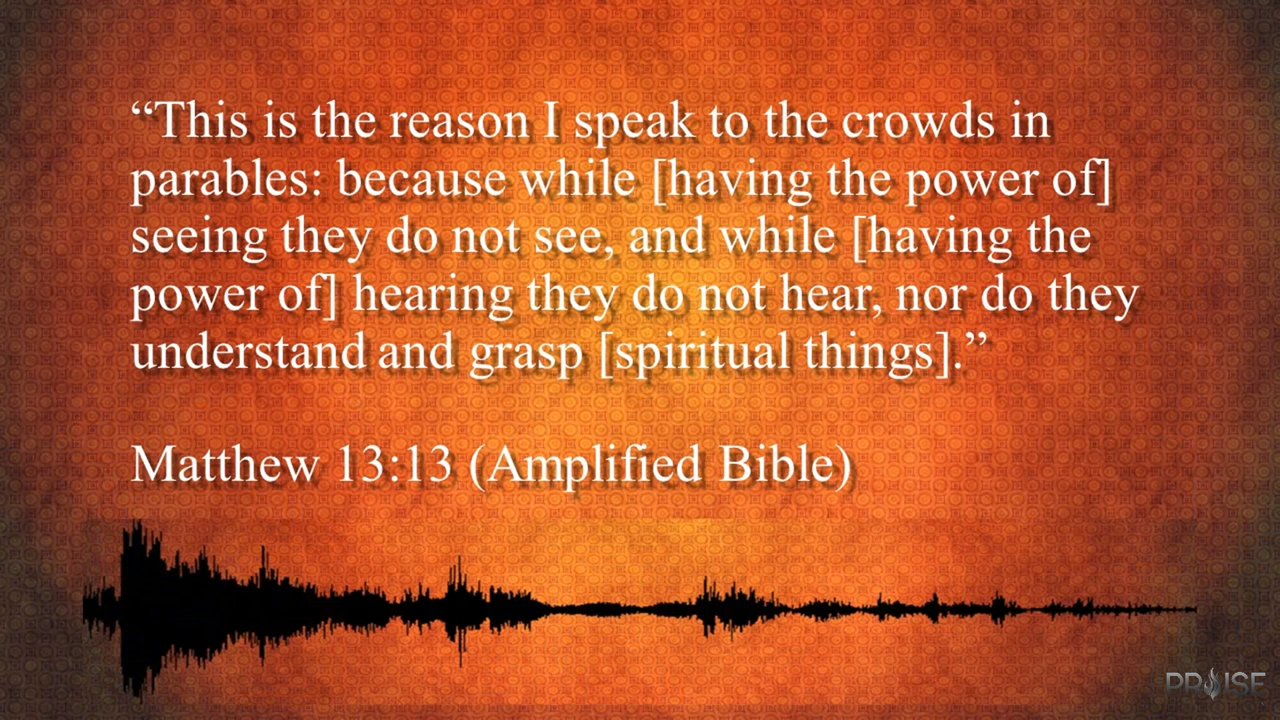 “This is the reason I speak to the crowds in
parables: because while [having the power of]
seeing they do not see, and while [having the
power of] hearing they do not hear, nor do they
understand and grasp [spiritual things].”
Matthew 13:13 (Amplified Bible)
PRAISE